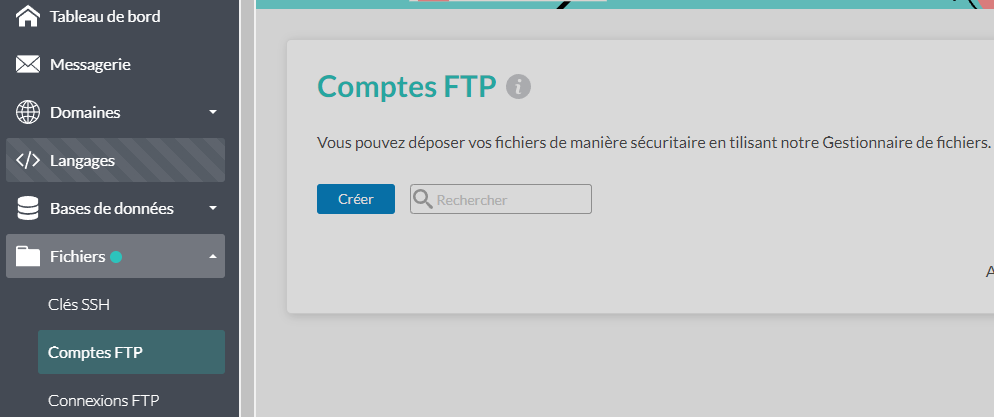 Tableau de bord
Messagerie
Domaines
Langages
Bases de données
Fichiers
Clés SSH
Comptes FTP
Connexions FTP
Comptes FTP
Vous pouvez déposer vos fichiers de manière sécuritaire en tilisant notre Gestionnaire de fichiers.
Créer
Rechercher